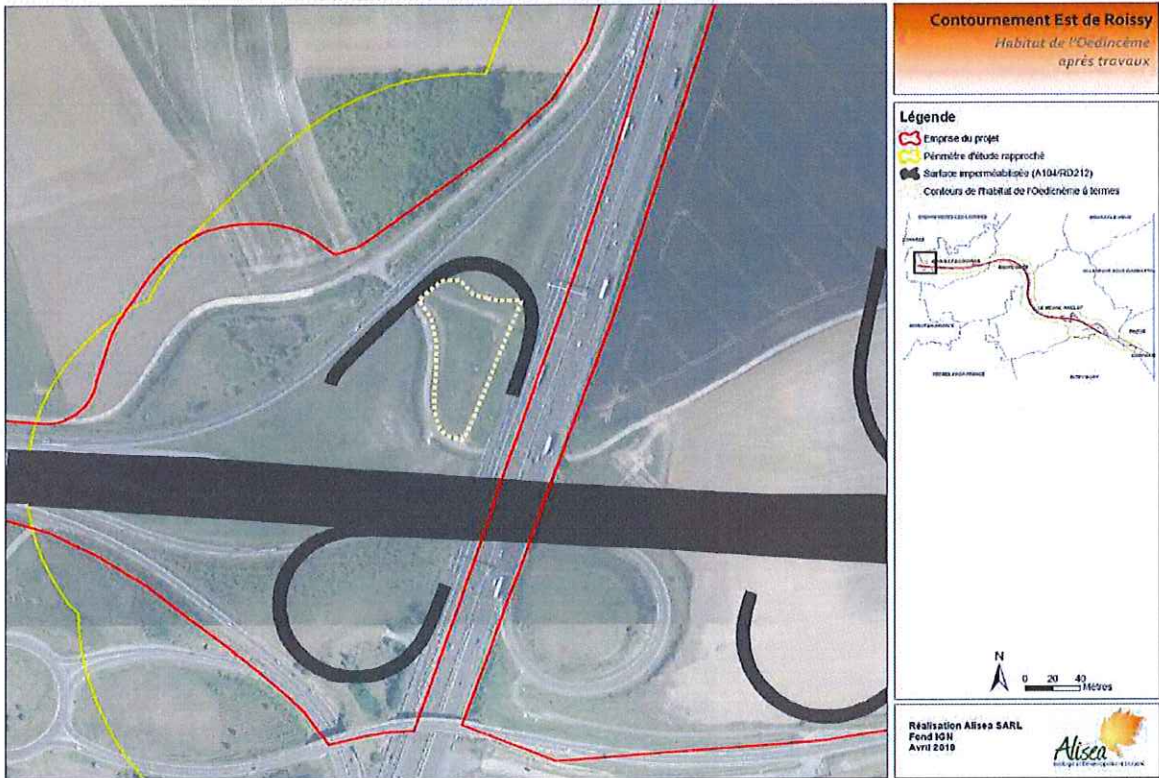 Contournement Est de Roissy
Habitat de l'Oedincème
après travaux
Légende
Emprise du projet
Périmètre d'étude rapproché
Surface imperméabilisée (A104/RD212)
Contours de l'habitat de l'Oedicnème à termes
N
0 20 40
Mètres
Réalisation Alisea SARL
Fond IGN
Avril 2010
Alisea